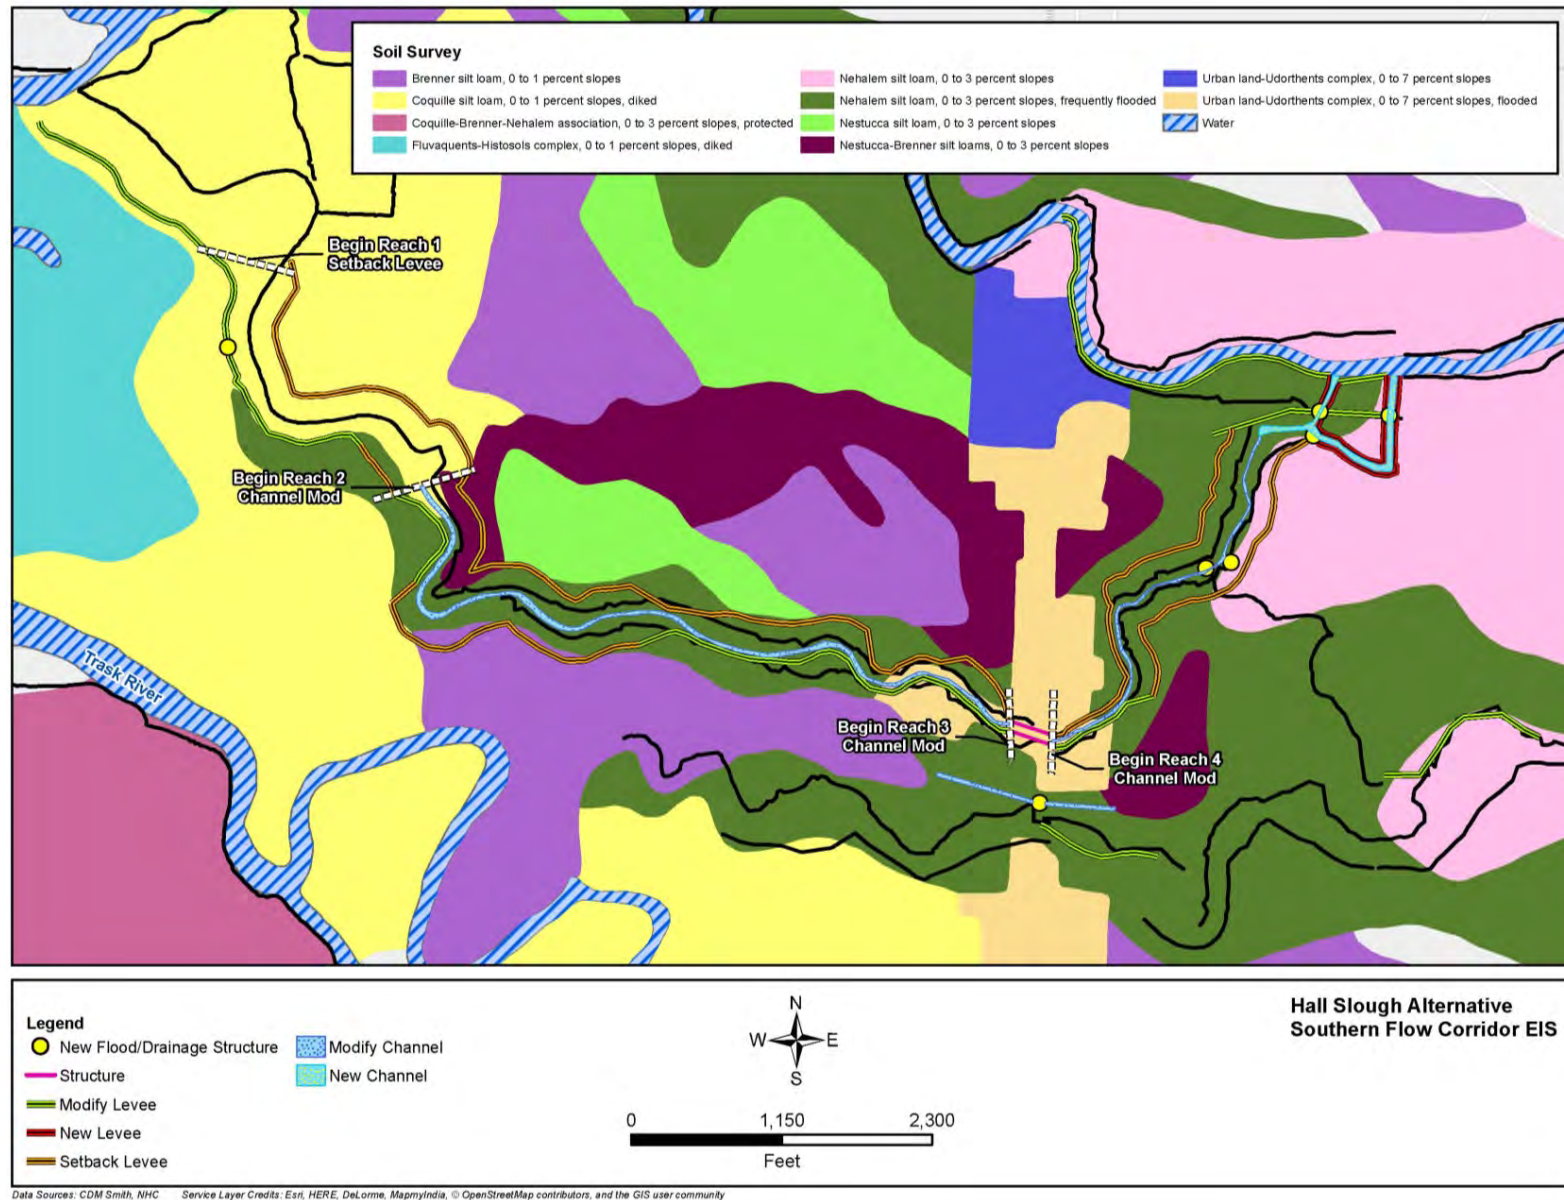 Soil Survey
Brenner silt loam, 0 to 1 percent slopes
Coquille silt loam, 0 to 1 percent slopes, diked
Coquille-Brenner-Nehalem association, 0 to 3 percent slopes, protected
Fluvaquents-Histosols complex, 0 to 1 percent slopes, diked
Nehalem silt loam, 0 to 3 percent slopes
Nehalem silt loam, 0 to 3 percent slopes, frequently flooded
Nestucca silt loam, 0 to 3 percent slopes
Nestucca-Brenner silt loams, 0 to 3 percent slopes
Urban land-Udorthents complex, 0 to 7 percent slopes
Urban land-Udorthents complex, 0 to 7 percent slopes, flooded
Water
Begin Reach 1
Setback Levee
Begin Reach 2
Channel Mod
Trask River
Begin Reach 3
Channel Mod
Begin Reach 4
Channel Mod
Legend
New Flood/Drainage Structure
Structure
Modify Levee
New Levee
Setback Levee
Modify Channel
New Channel
N
W E
S
0 1,150 2,300
Feet
Hall Slough Alternative
Southern Flow Corridor EIS
Data Sources: CDM Smith, NHC Service Layer Credits: Esri, HERE, DeLorme, MapmyIndia, © OpenStreetMap contributors, and the GIS user community